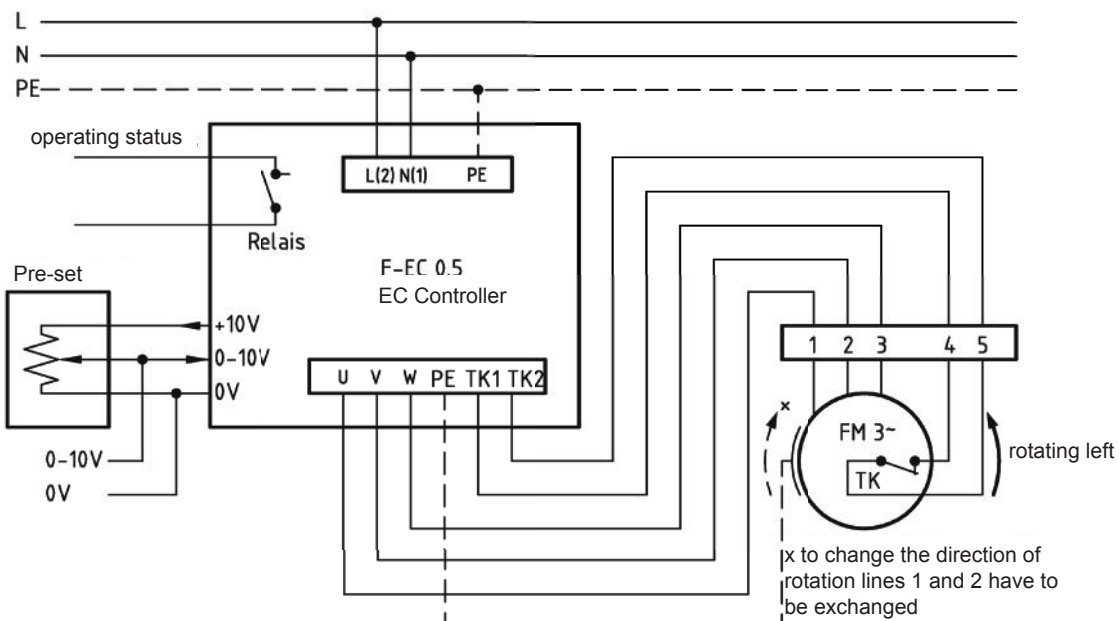 L
N
PE
operating status
L(2) N(1) PE
Relais
F-EC 0.5
EC Controller
Pre-set
+10V
0-10V
0V
U V W PE TK1 TK2
0-10V
0V
1 2 3 4 5
x
FM 3~
TK
rotating left
x to change the direction of
rotation lines 1 and 2 have to
be exchanged